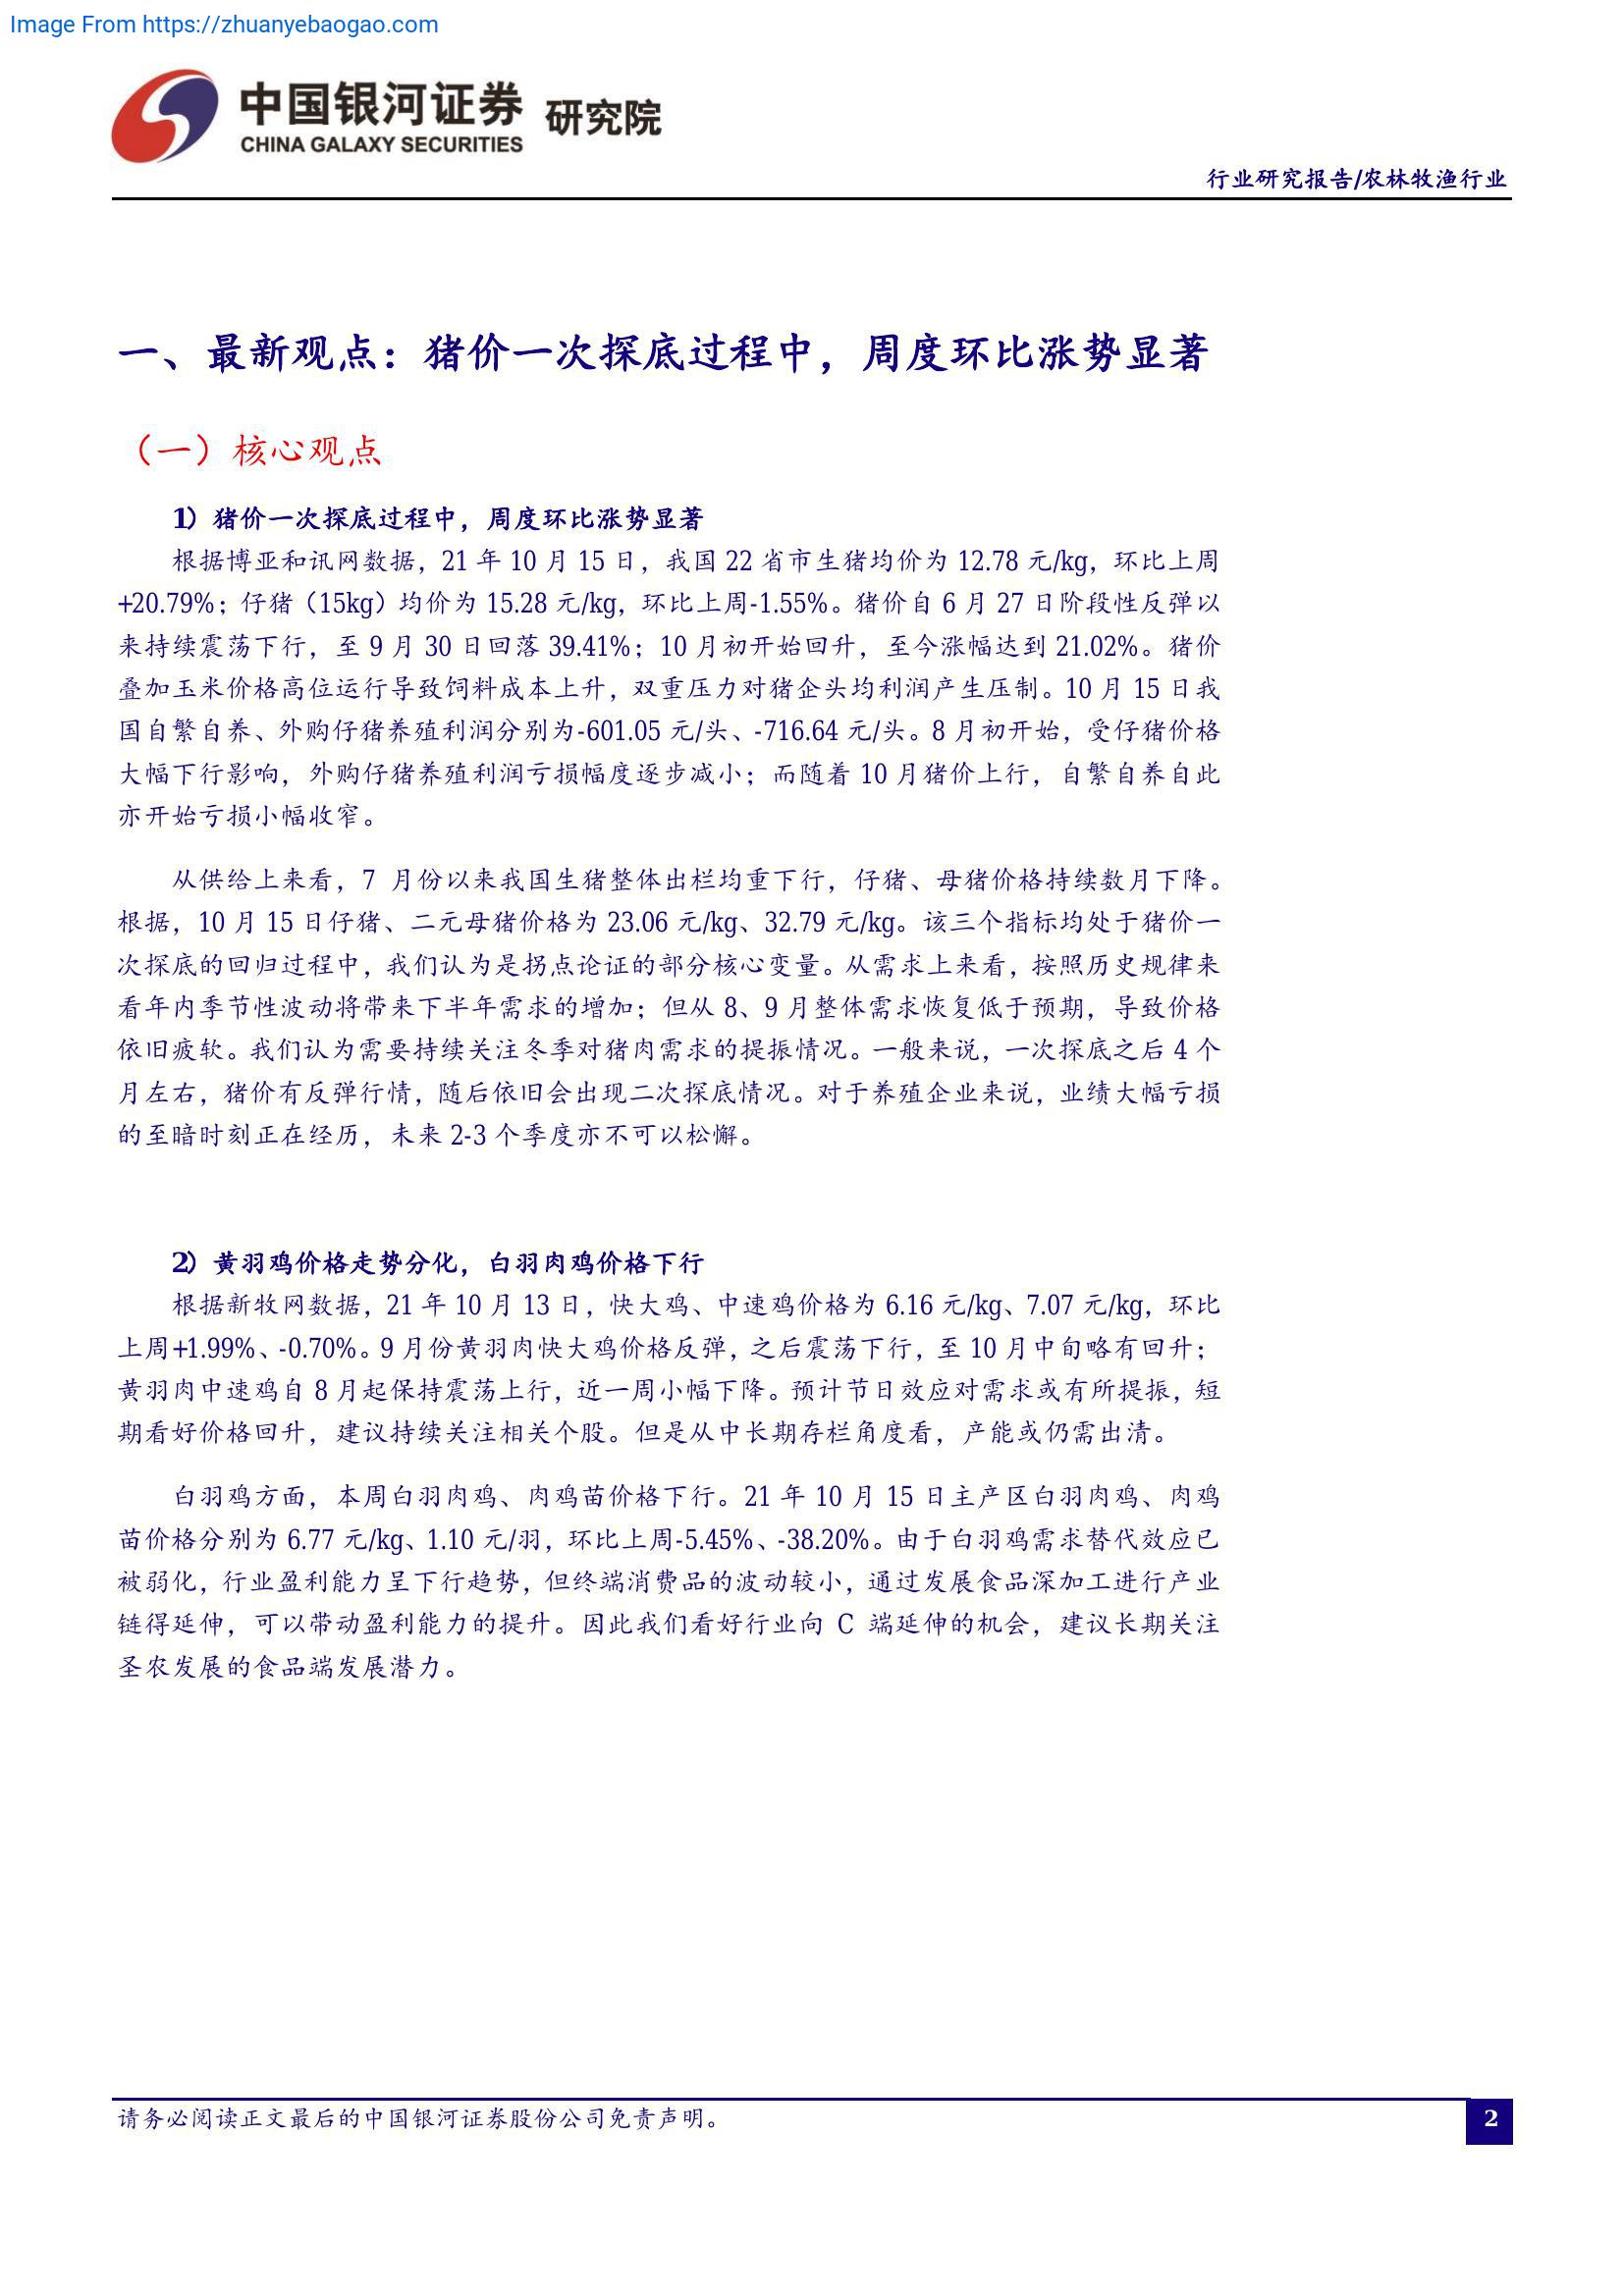 Image From https://zhuanyebaogao.com
中国银河证券 研究院
CHINA GALAXY SECURITIES
行业研究报告/农林牧渔行业
一、最新观点：猪价一次探底过程中，周度环比涨势显著
（一）核心观点
1）猪价一次探底过程中，周度环比涨势显著
根据博亚和讯网数据，21 年 10 月 15 日，我国 22 省市生猪均价为 12.78 元/kg，环比上周
+20.79%；仔猪（15kg）均价为 15.28 元/kg，环比上周-1.55%。猪价自 6 月 27 日阶段性反弹以
来持续震荡下行，至 9 月 30 日回落 39.41%；10 月初开始回升，至今涨幅达到 21.02%。猪价
叠加玉米价格高位运行导致饲料成本上升，双重压力对猪企头均利润产生压制。10 月 15 日我
国自繁自养、外购仔猪养殖利润分别为-601.05 元/头、-716.64 元/头。8 月初开始，受仔猪价格
大幅下行影响，外购仔猪养殖利润亏损幅度逐步减小；而随着 10 月猪价上行，自繁自养自此
亦开始亏损小幅收窄。
从供给上来看，7 月份以来我国生猪整体出栏均重下行，仔猪、母猪价格持续数月下降。
根据，10 月 15 日仔猪、二元母猪价格为 23.06 元/kg、32.79 元/kg。该三个指标均处于猪价一
次探底的回归过程中，我们认为是拐点论证的部分核心变量。从需求上来看，按照历史规律来
看年内季节性波动将带来下半年需求的增加；但从 8、9 月整体需求恢复低于预期，导致价格
依旧疲软。我们认为需要持续关注冬季对猪肉需求的提振情况。一般来说，一次探底之后 4 个
月左右，猪价有反弹行情，随后依旧会出现二次探底情况。对于养殖企业来说，业绩大幅亏损
的至暗时刻正在经历，未来 2-3 个季度亦不可以松懈。
2）黄羽鸡价格走势分化，白羽肉鸡价格下行
根据新牧网数据，21 年 10 月 13 日，快大鸡、中速鸡价格为 6.16 元/kg、7.07 元/kg，环比
上周+1.99%、-0.70%。9 月份黄羽肉快大鸡价格反弹，之后震荡下行，至 10 月中旬略有回升；
黄羽肉中速鸡自 8 月起保持震荡上行，近一周小幅下降。预计节日效应对需求或有所提振，短
期看好价格回升，建议持续关注相关个股。但是从中长期存栏角度看，产能或仍需出清。
白羽鸡方面，本周白羽肉鸡、肉鸡苗价格下行。21 年 10 月 15 日主产区白羽肉鸡、肉鸡
苗价格分别为 6.77 元/kg、1.10 元/羽，环比上周-5.45%、-38.20%。由于白羽鸡需求替代效应已
被弱化，行业盈利能力呈下行趋势，但终端消费品的波动较小，通过发展食品深加工进行产业
链得延伸，可以带动盈利能力的提升。因此我们看好行业向 C 端延伸的机会，建议长期关注
圣农发展的食品端发展潜力。
请务必阅读正文最后的中国银河证券股份公司免责声明。
2